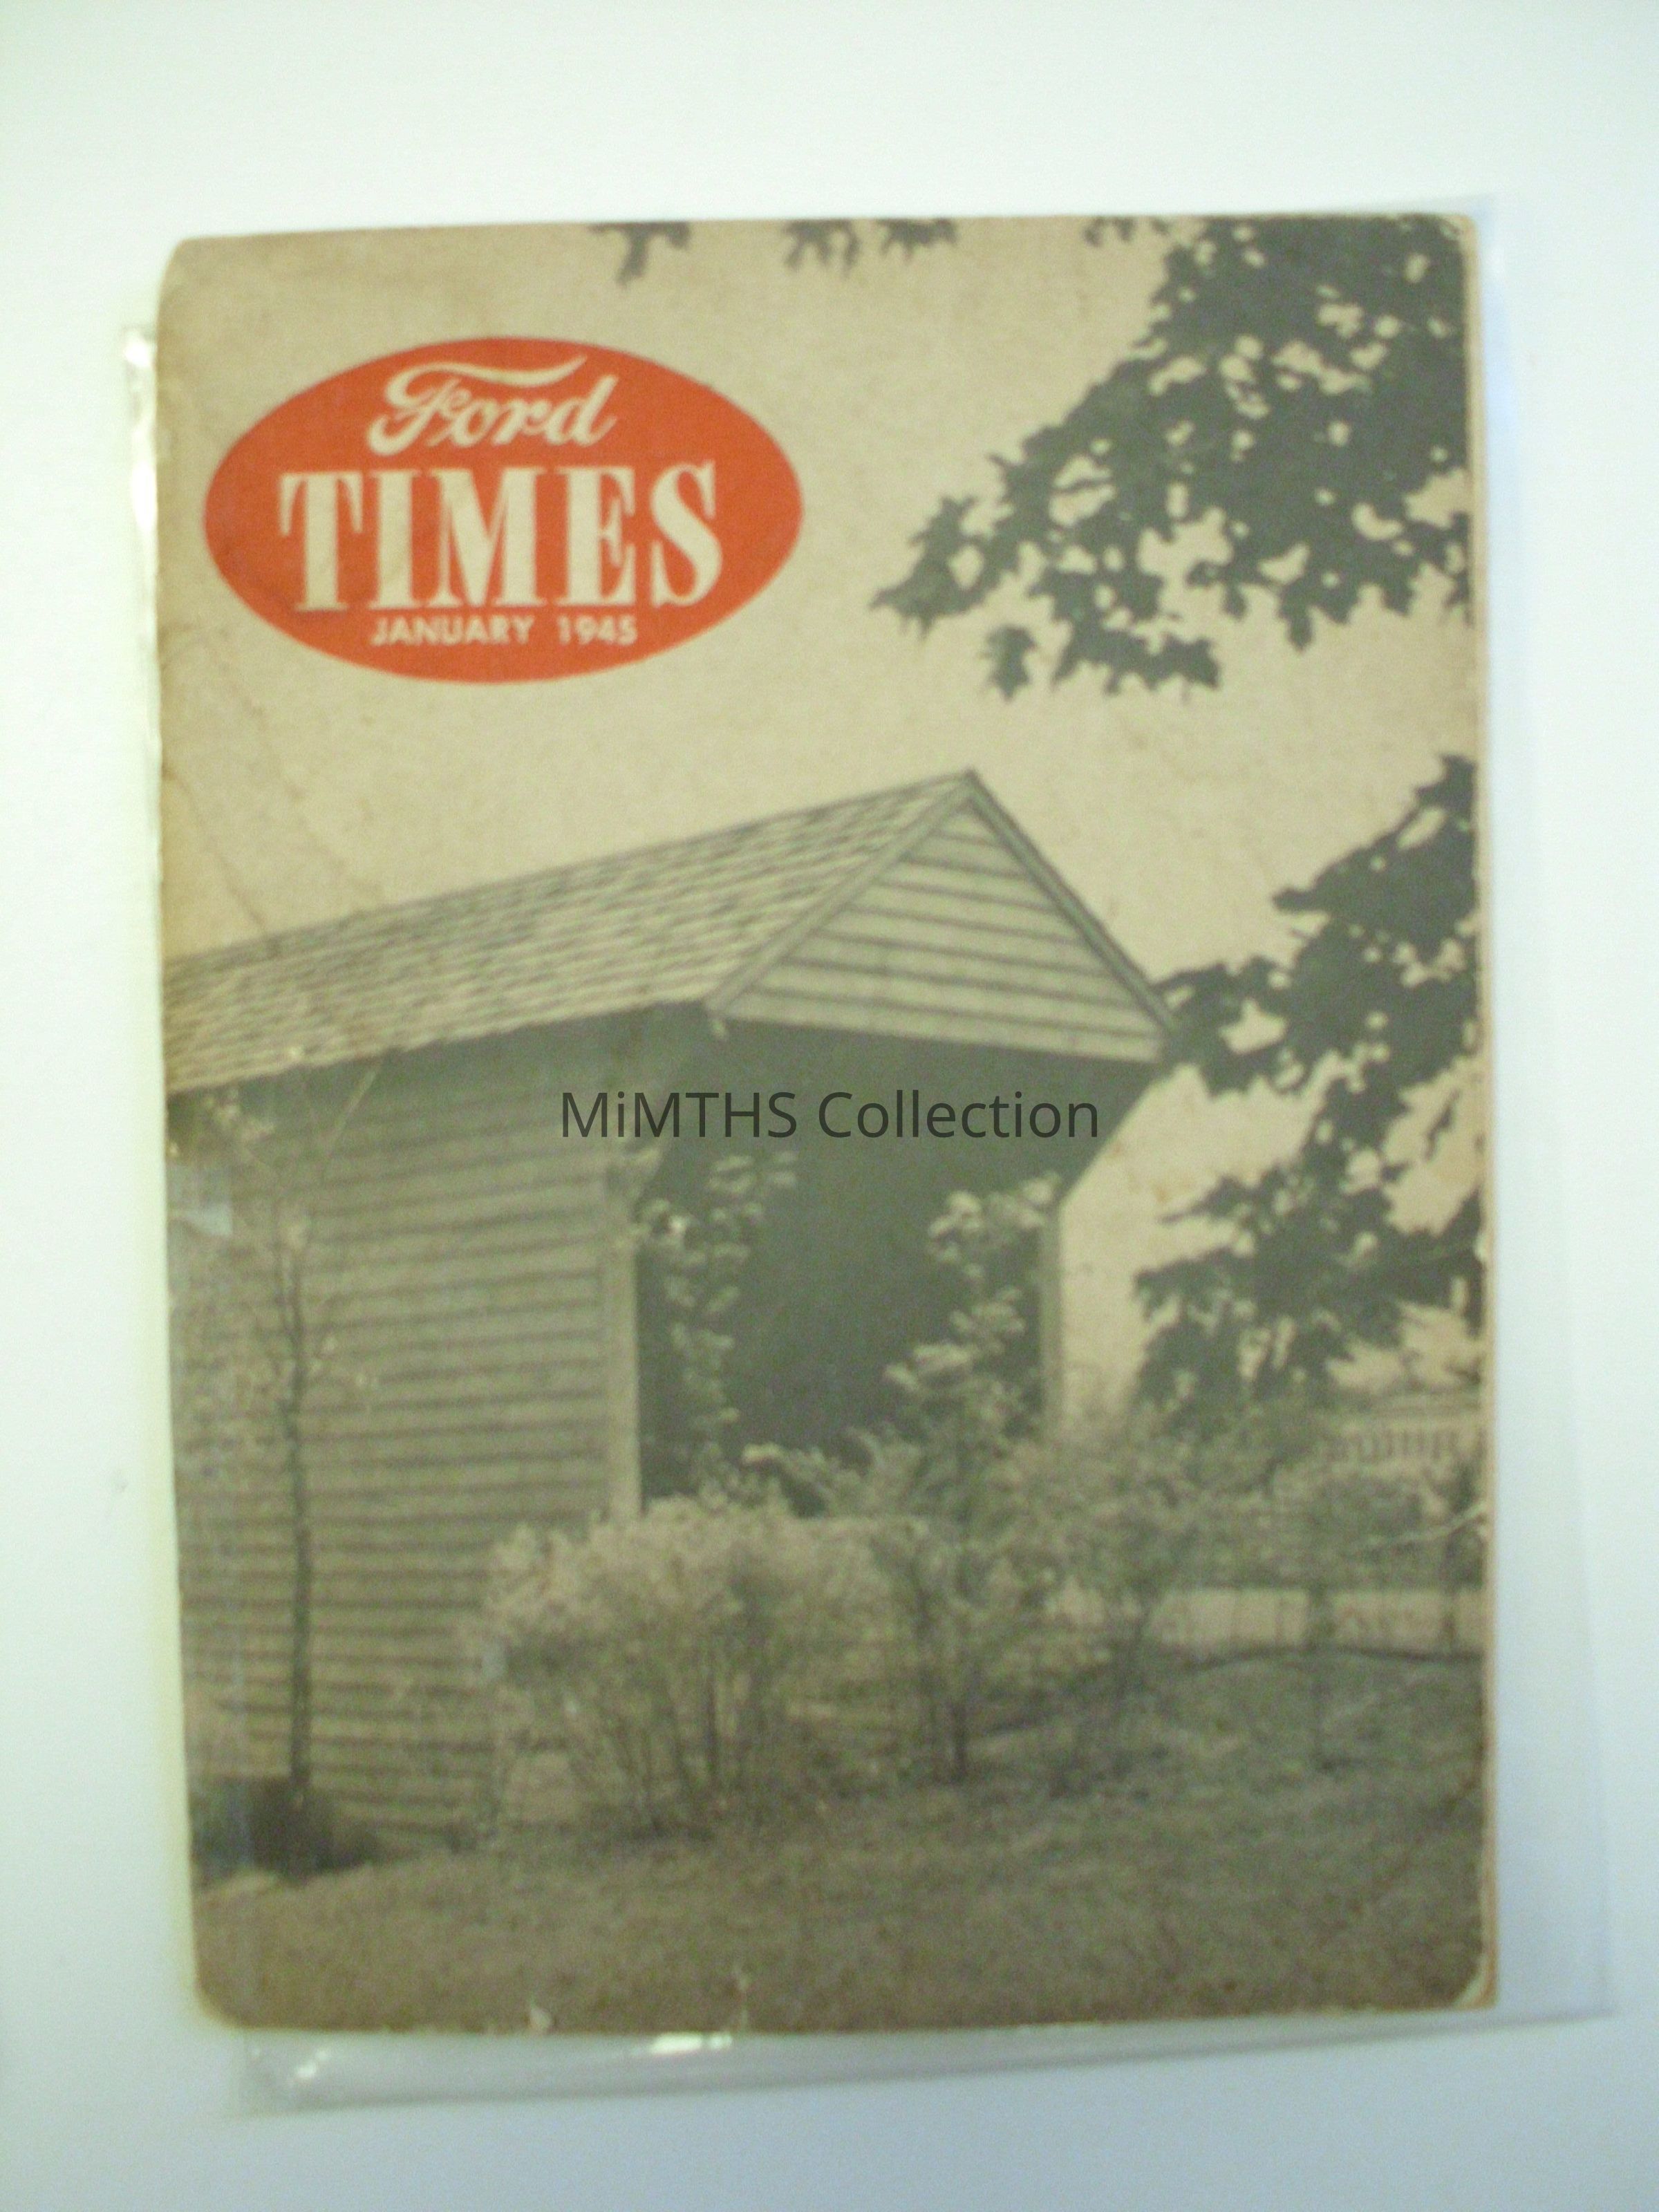 Ford
TIMES
JANUARY 1945
MiMTHS Collection